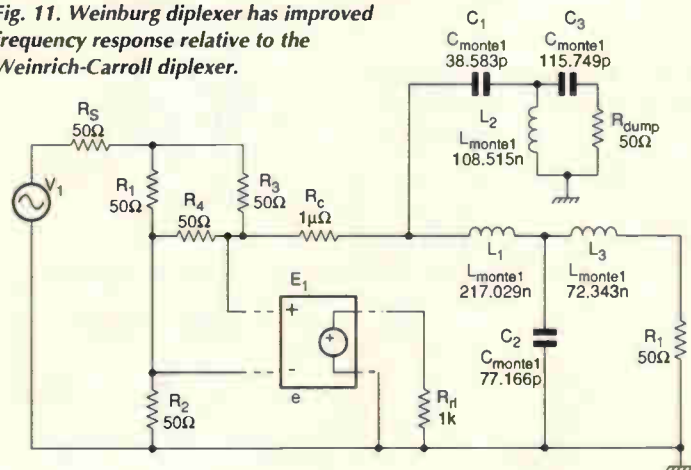 Fig. 11. Weinburg diplexer has improved
frequency response relative to the
Weinrich-Carroll diplexer.
C1
Cmonte1
38.583p
C3
Cmonte1
115.749p
L2
Lmonte1
108.515n
Rdump
50Ω
RS
50Ω
V1
R1
50Ω
R4
50Ω
R3
50Ω
Rc
1μΩ
L1
Lmonte1
217.029n
L3
Lmonte1
72.343n
E1
+
-
+
e
C2
Cmonte1
77.166p
R1
50Ω
R2
50Ω
Rrl
1k